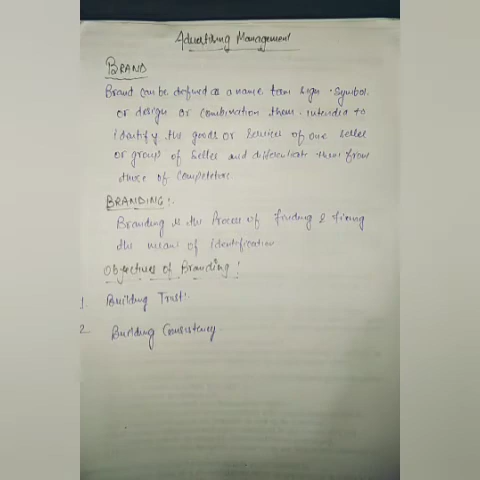 Advertising Management
BRAND
Brand can be defined as a name term sign. symbol
or design or combination them. intended to
identify the goods or services of one seller
or group of seller and differentiate them from
those of Competetors
BRANDING:-
Branding is the Process of finding & fixing
the means of identification
Objectives of Branding!
1. Building Trust!
2. Building Consistency.